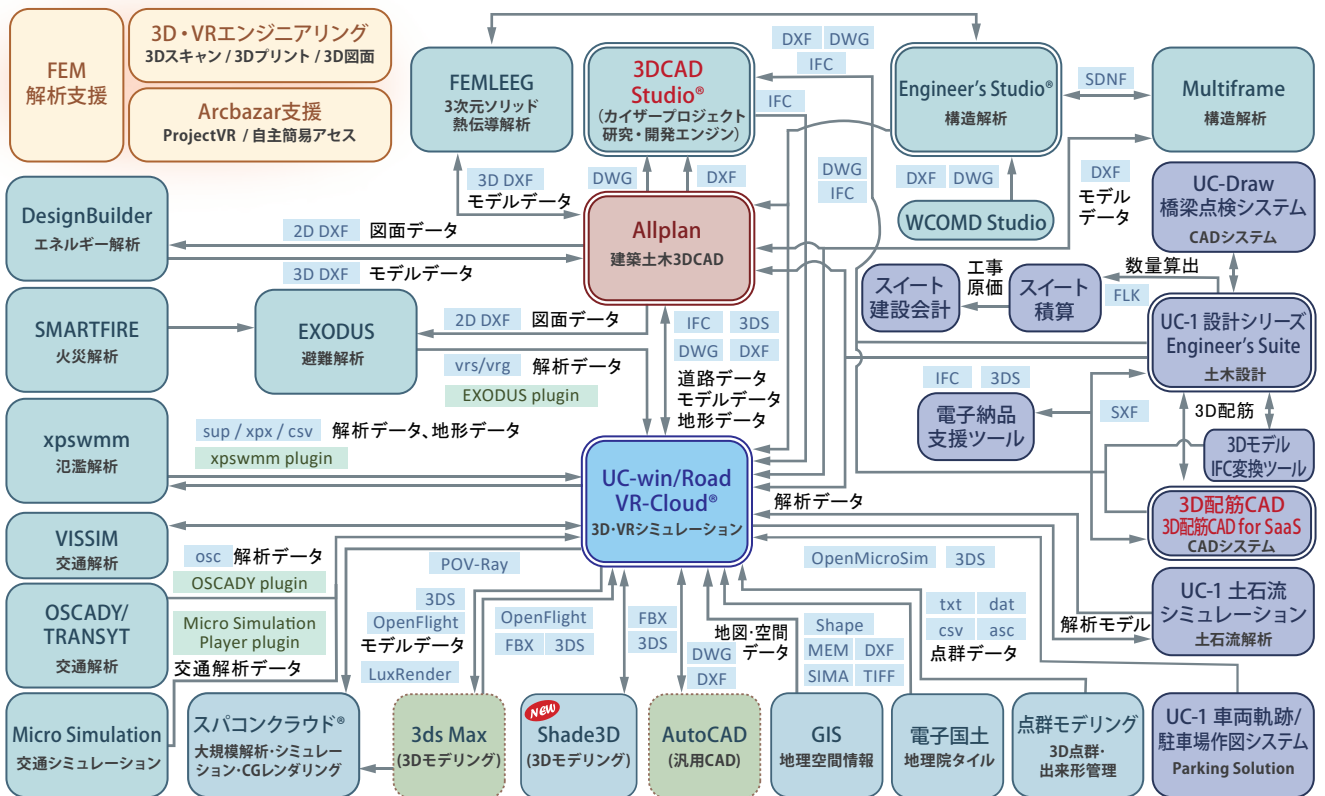 FEM
解析支援
3D・VRエンジニアリング
3Dスキャン / 3Dプリント / 3D図面
Arcbazar支援
ProjectVR / 自主簡易アセス
FEMLEEG
3次元ソリッド
熱伝導解析
3DCAD
Studio®
(カイザープロジェクト
研究・開発エンジン)
DXF DWG
IFC
IFC
Engineer's Studio®
構造解析
SDNF
Multiframe
構造解析
3D DXF
モデルデータ
DWG
DXF
DWG
IFC
DXF DWG
WCOMD Studio
DXF
モデル
データ
UC-Draw
橋梁点検システム
CADシステム
DesignBuilder
エネルギー解析
2D DXF 図面データ
3D DXF モデルデータ
Allplan
建築土木3DCAD
スイート
建設会計
工事
原価
スイート
積算
数量算出
FLK
UC-1 設計シリーズ
Engineer's Suite
土木設計
SMARTFIRE
火災解析
EXODUS
避難解析
2D DXF 図面データ
vrs/vrg 解析データ
EXODUS plugin
IFC 3DS
DWG DXF
道路データ
モデルデータ
地形データ
IFC 3DS
電子納品
支援ツール
SXF
3D配筋
3Dモデル
IFC変換ツール
xpswmm
氾濫解析
sup / xpx / csv 解析データ、地形データ
xpswmm plugin
UC-win/Road
VR-Cloud®
3D・VRシミュレーション
解析データ
3D配筋CAD
3D配筋CAD for SaaS
CADシステム
VISSIM
交通解析
osc 解析データ
OSCADY plugin
POV-Ray
OpenMicroSim 3DS
OSCADY/
TRANSYT
交通解析
Micro Simulation
Player plugin
交通解析データ
3DS
OpenFlight
モデルデータ
LuxRender
OpenFlight
FBX 3DS
FBX
3DS
地図・空間
データ
DWG
DXF
Shape
MEM DXF
SIMA TIFF
txt dat
csv asc
点群データ
解析モデル
UC-1 土石流
シミュレーション
土石流解析
Micro Simulation
交通シミュレーション
スパコンクラウド®
大規模解析・シミュレー
ション・CGレンダリング
3ds Max
(3Dモデリング)
NEW
Shade3D
(3Dモデリング)
AutoCAD
(汎用CAD)
GIS
地理空間情報
電子国土
地理院タイル
点群モデリング
3D点群・
出来形管理
UC-1 車両軌跡/
駐車場作図システム
Parking Solution